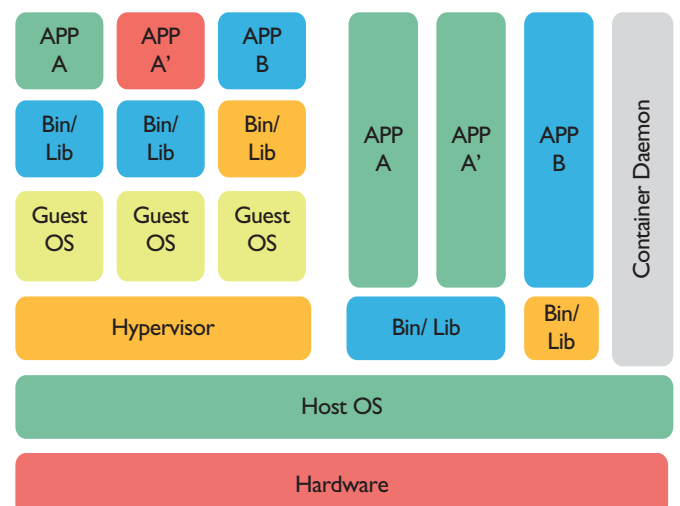 APP
A
APP
A'
APP
B
Bin/
Lib
Bin/
Lib
Bin/
Lib
Guest
OS
Guest
OS
Guest
OS
Hypervisor
APP
A
APP
A'
APP
B
Bin/ Lib
Bin/
Lib
Container Daemon
Host OS
Hardware